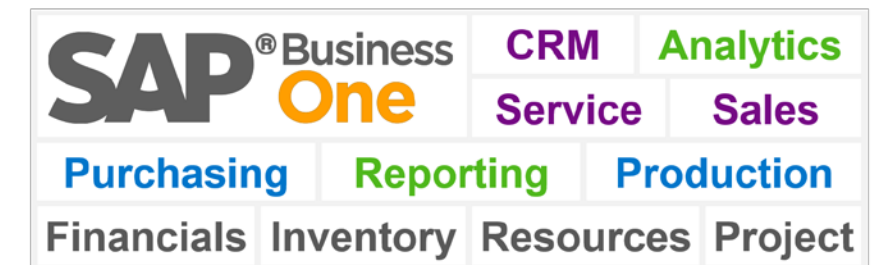 SAP® Business One
CRM Analytics
Service Sales
Purchasing Reporting Production
Financials Inventory Resources Project